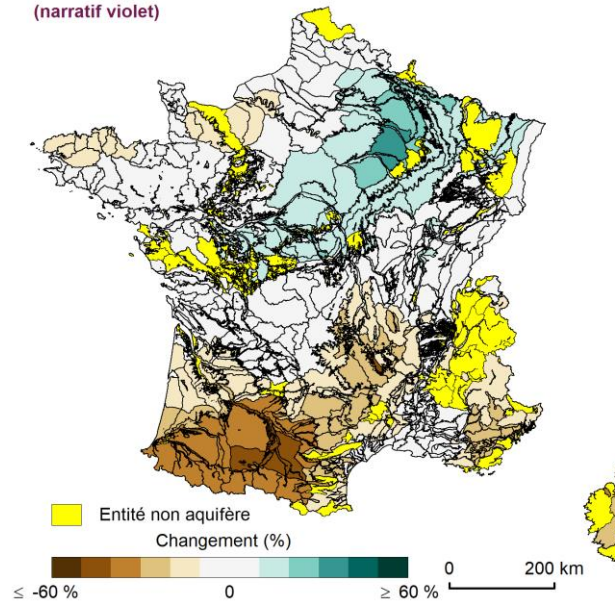 (narratif violet)
Entité non aquifère
Changement (%)
≤ -60 % 0 ≥ 60 % 0 200 km